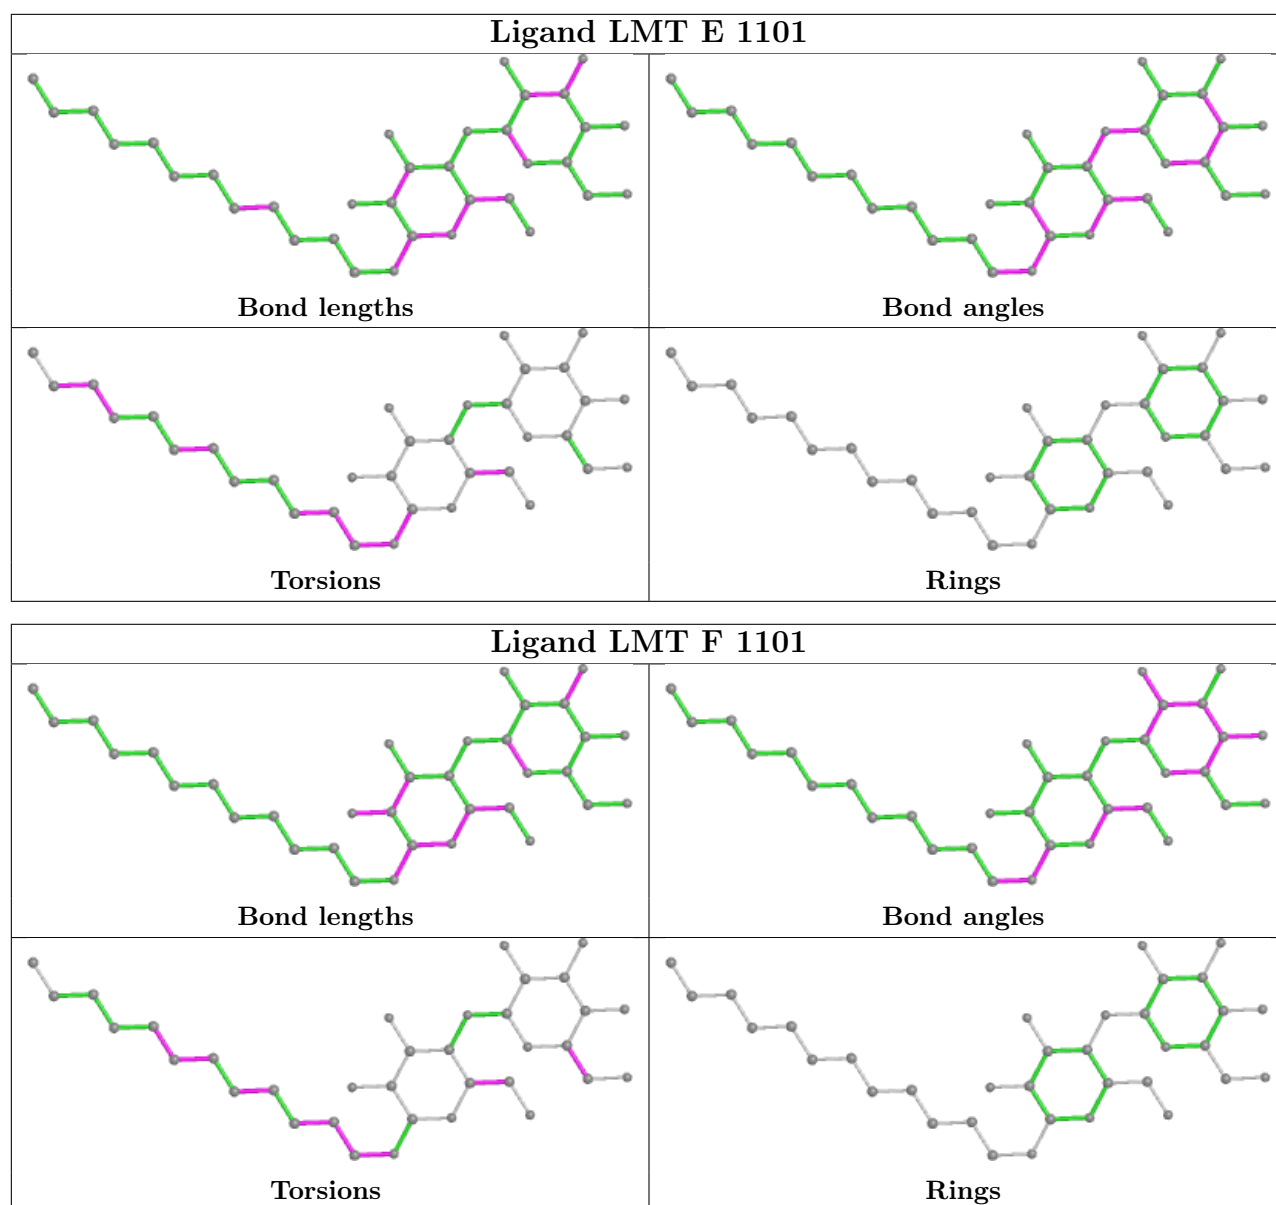 Ligand LMT E 1101
Bond lengths
Bond angles
Torsions
Rings
Ligand LMT F 1101
Bond lengths
Bond angles
Torsions
Rings